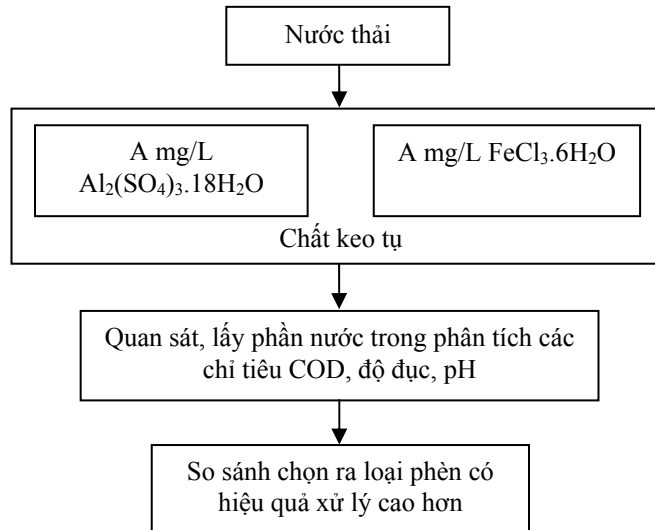 Nước thải
A mg/L
Al₂(SO₄)₃.18H₂O
A mg/L FeCl₃.6H₂O
Chất keo tụ
Quan sát, lấy phần nước trong phân tích các
chỉ tiêu COD, độ đục, pH
So sánh chọn ra loại phèn có
hiệu quả xử lý cao hơn